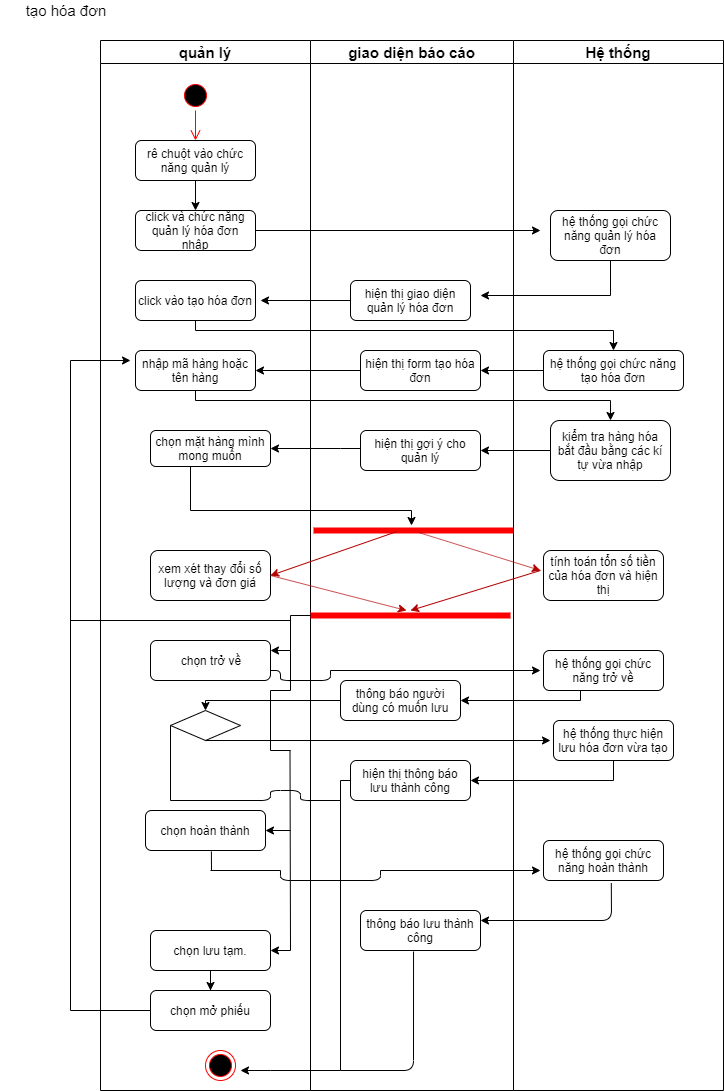 tạo hóa đơn
quản lý
giao diện báo cáo
Hệ thống
rê chuột vào chức
năng quản lý
click và chức năng
quản lý hóa đơn
nhập
hệ thống gọi chức
năng quản lý hóa
đơn
click vào tạo hóa đơn
hiện thị giao diện
quản lý hóa đơn
nhập mã hàng hoặc
tên hàng
hiện thị form tạo hóa
đơn
hệ thống gọi chức năng
tạo hóa đơn
chọn mặt hàng mình
mong muốn
hiện thị gợi ý cho
quản lý
kiểm tra hàng hóa
bắt đầu bằng các kí
tự vừa nhập
xem xét thay đổi số
lượng và đơn giá
tính toán tổn số tiền
của hóa đơn và hiện
thị
chọn trở về
hệ thống gọi chức
năng trở về
thông báo người
dùng có muốn lưu
hệ thống thực hiện
lưu hóa đơn vừa tạo
hiện thị thông báo
lưu thành công
chọn hoàn thành
hệ thống gọi chức
năng hoàn thành
thông báo lưu thành
công
chọn lưu tạm.
chọn mở phiếu